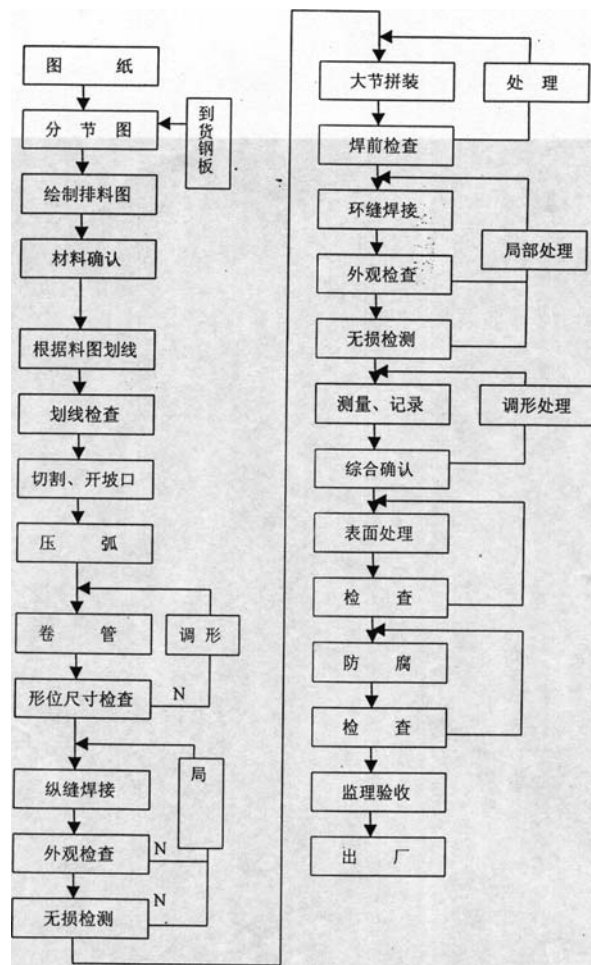 图 纸
分 节 图
到货钢板
绘制排料图
材料确认
根据料图划线
划线检查
切割、开坡口
压 弧
卷 管
调 形
形位尺寸检查
N
纵缝焊接
局
外观检查
N
无损检测
N
大节拼装
处 理
焊前检查
环缝焊接
局部处理
外观检查
无损检测
测量、记录
调形处理
综合确认
表面处理
检 查
防 腐
检 查
监理验收
出 厂